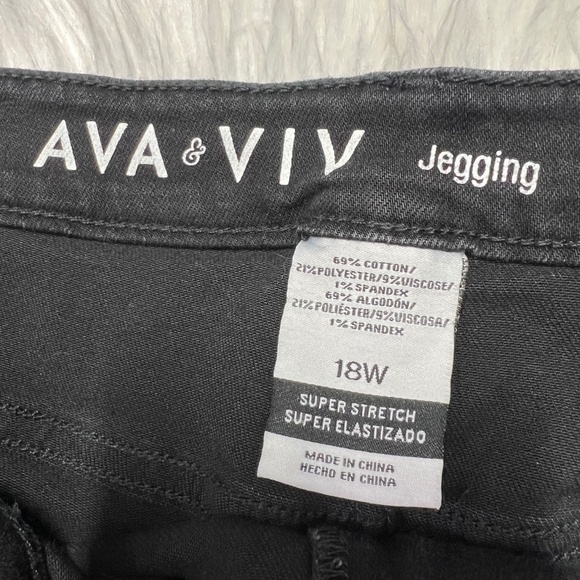 AVA & VIV Jegging
69% COTTON/
21%POLYESTER/9%VISCOSE/
1% SPANDEX
69% ALGODÓN/
21%POLIÉSTER/9%VISCOSA/
1% SPANDEX
18W
SUPER STRETCH
SUPER ELASTIZADO
MADE IN CHINA
HECHO EN CHINA